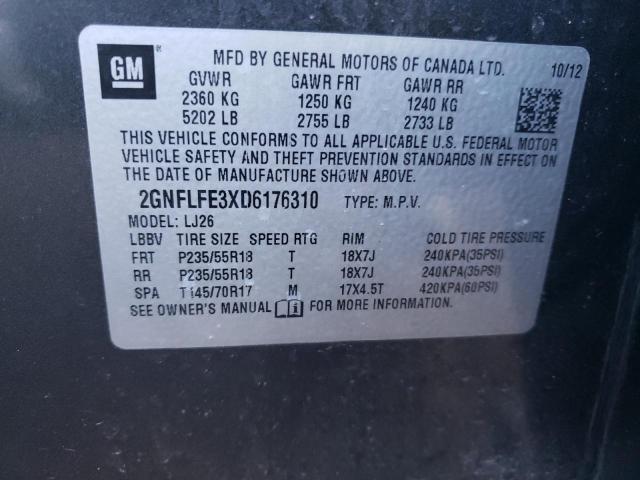 GM
MFD BY GENERAL MOTORS OF CANADA LTD. 10/12
GVWR GAWR FRT GAWR RR
2360 KG 1250 KG 1240 KG
5202 LB 2755 LB 2733 LB
THIS VEHICLE CONFORMS TO ALL APPLICABLE U.S. FEDERAL MOTOR
VEHICLE SAFETY AND THEFT PREVENTION STANDARDS IN EFFECT ON
THE DATE OF MANUFACTURE SHOWN ABOVE.
2GNFLFE3XD6176310 TYPE: M.P.V.
MODEL: LJ26
LBBV TIRE SIZE SPEED RTG RIM COLD TIRE PRESSURE
FRT P235/55R18 T 18X7J 240KPA(35PSI)
RR P235/55R18 T 18X7J 240KPA(35PSI)
SPA T145/70R17 M 17X4.5T 420KPA(60PSI)
SEE OWNER'S MANUAL i FOR MORE INFORMATION.